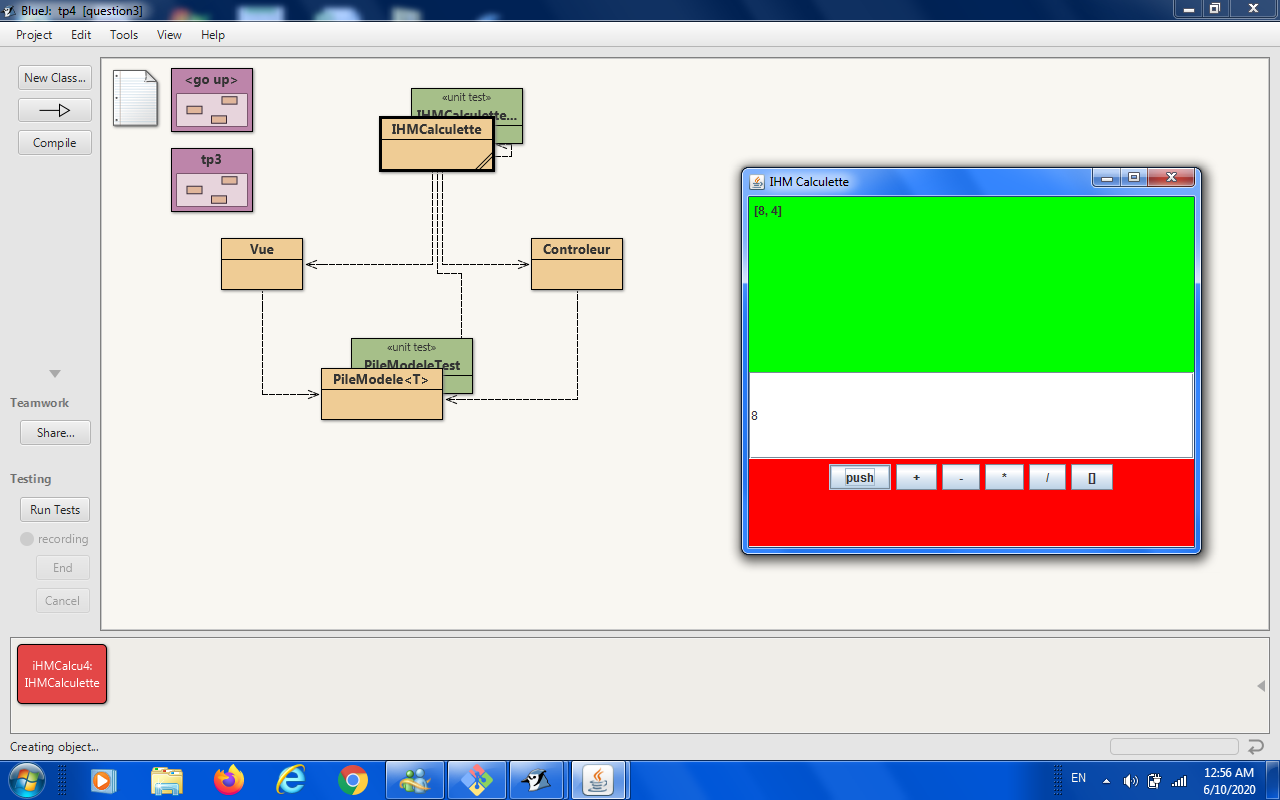 BlueJ: tp4 [question3]
Project Edit Tools View Help
New Class...
Compile
<go up>
tp3
«unit test»
IHMCalculette...
IHMCalculette
Vue
Controleur
«unit test»
PileModeleTest
PileModele<T>
IHM Calculette
[8, 4]
8
push + - * / []
Teamwork
Share...
Testing
Run Tests
recording
End
Cancel
iHMCalcu4:
IHMCalculette
Creating object...
EN
12:56 AM
6/10/2020